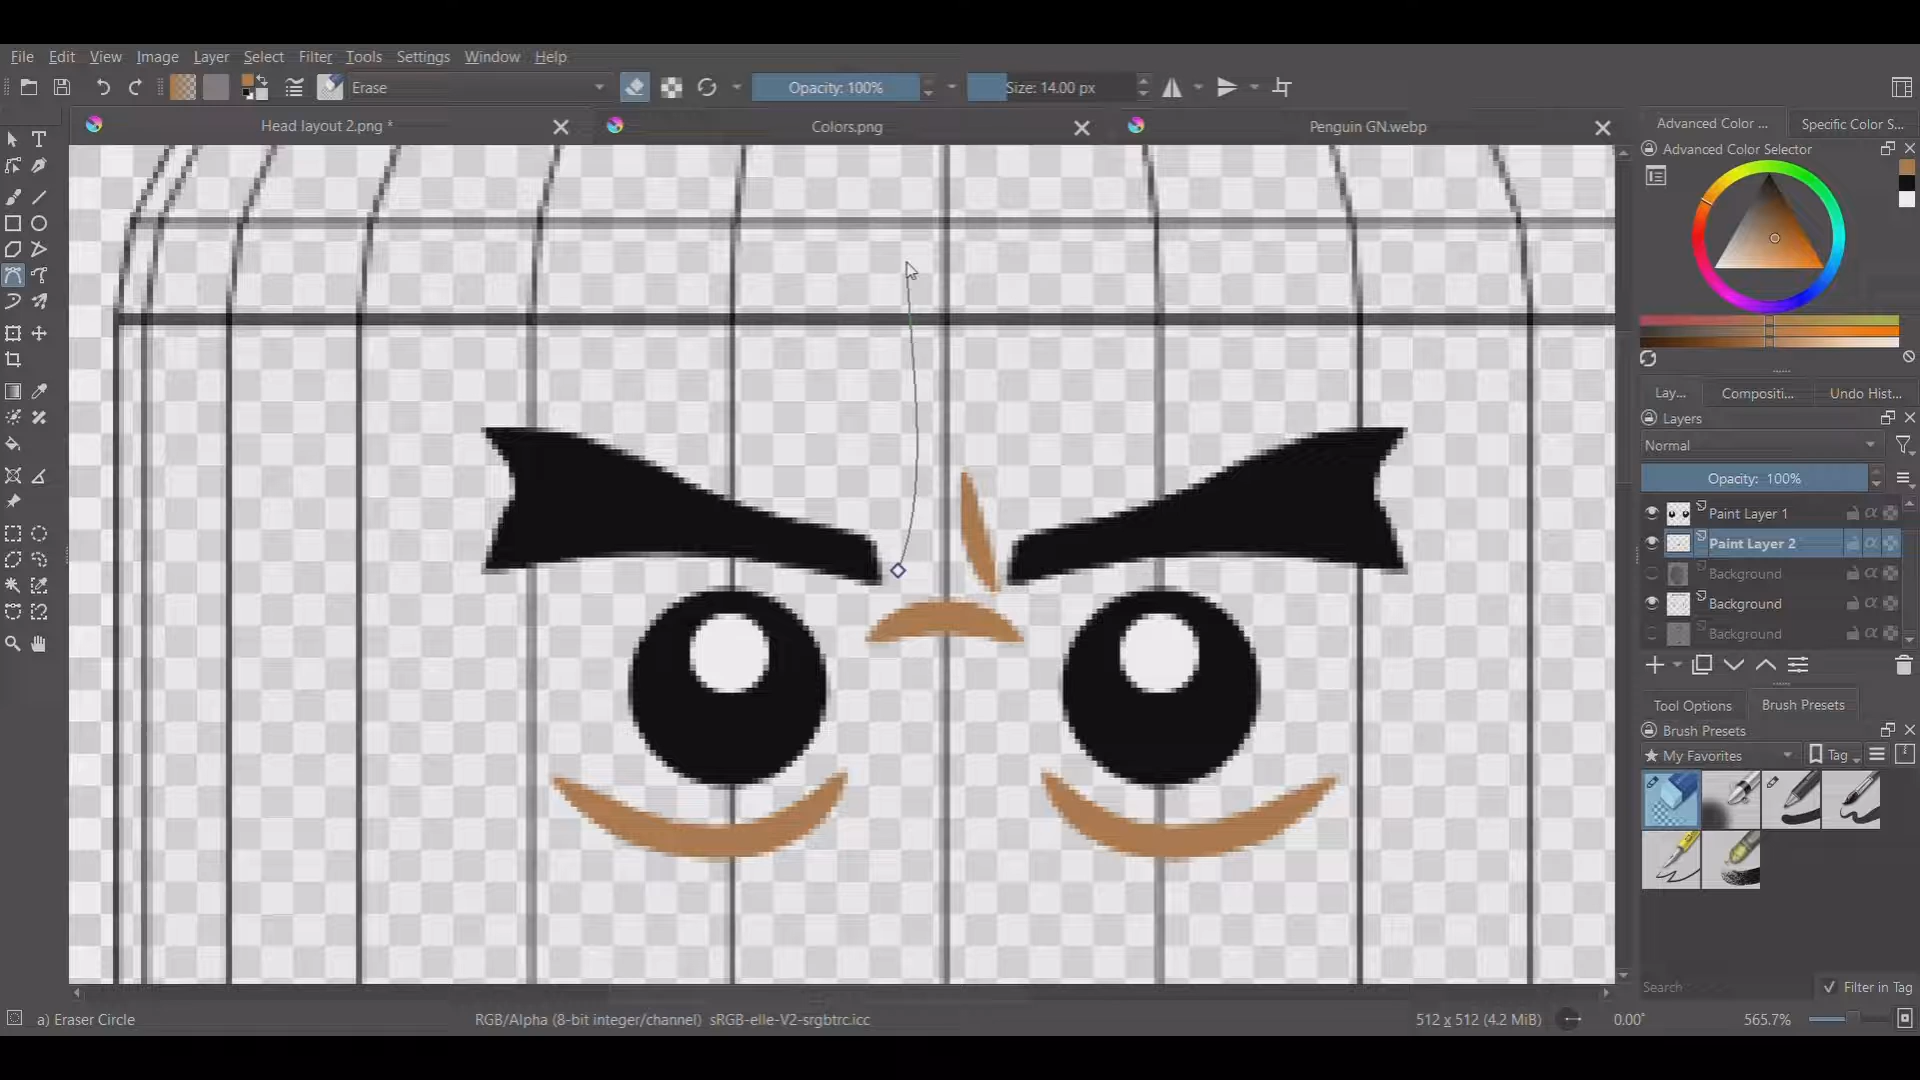 File Edit View Image Layer Select Filter Tools Settings Window Help
Erase Opacity: 100% Size: 14.00 px
Head layout 2.png * Colors.png Penguin GN.webp
Advanced Color ... Specific Color S...
Advanced Color Selector
Lay... Compositi... Undo Hist...
Layers
Normal
Opacity: 100%
Paint Layer 1
Paint Layer 2
Background
Background
Background
Tool Options Brush Presets
Brush Presets
My Favorites Tag
Search Filter in Tag
a) Eraser Circle RGB/Alpha (8-bit integer/channel) sRGB-elle-V2-srgbtrc.icc 512 x 512 (4.2 MiB) 0.00° 565.7%